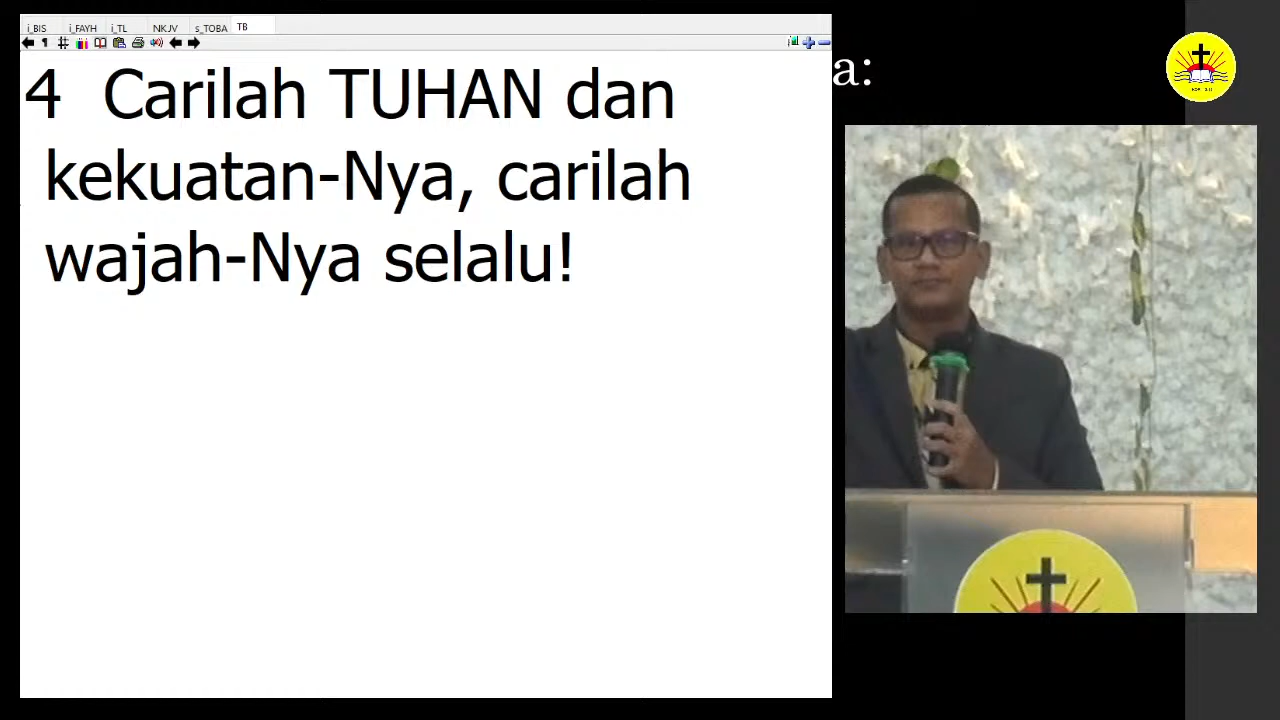 i_BIS i_FAYH i_TL NKJV s_TOBA TB
4 Carilah TUHAN dan
kekuatan-Nya, carilah
wajah-Nya selalu!
a: